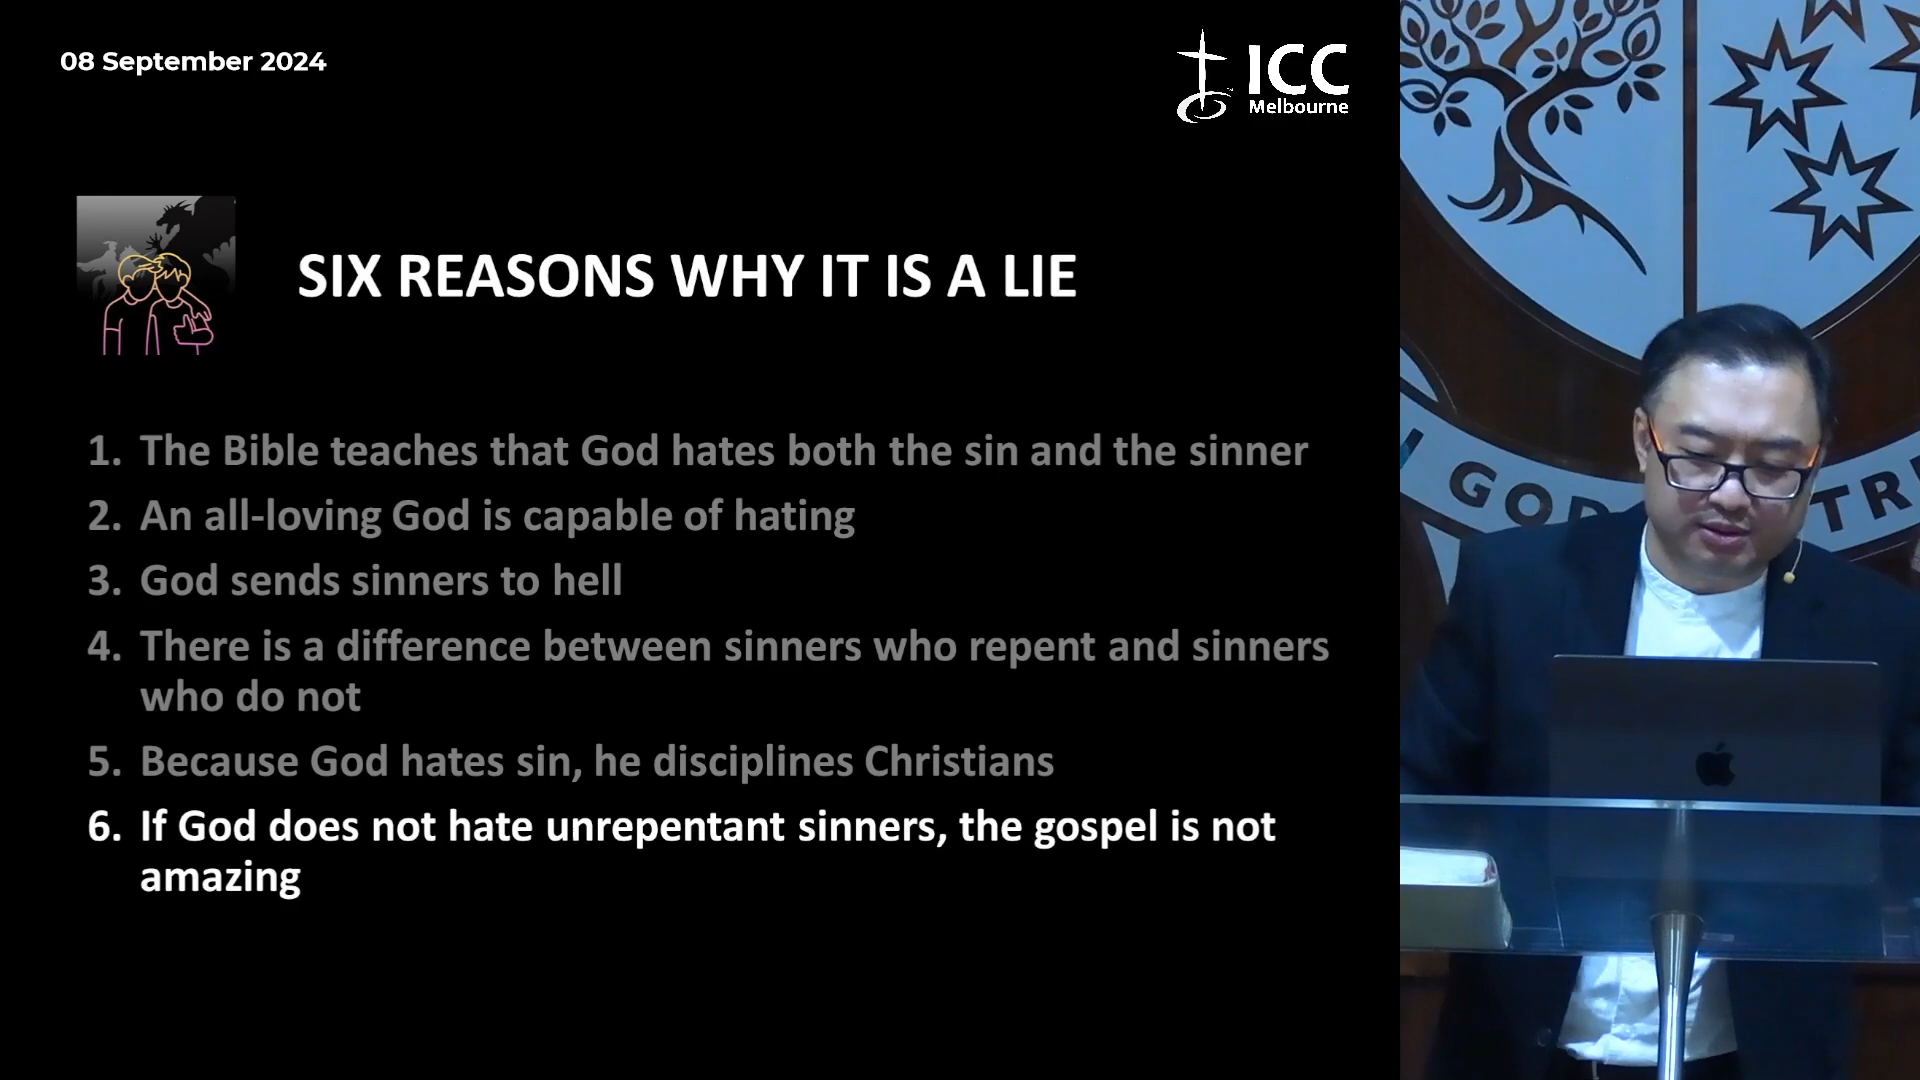 08 September 2024
ICC
Melbourne
SIX REASONS WHY IT IS A LIE
1. The Bible teaches that God hates both the sin and the sinner
2. An all-loving God is capable of hating
3. God sends sinners to hell
4. There is a difference between sinners who repent and sinners
who do not
5. Because God hates sin, he disciplines Christians
6. If God does not hate unrepentant sinners, the gospel is not
amazing
GOD